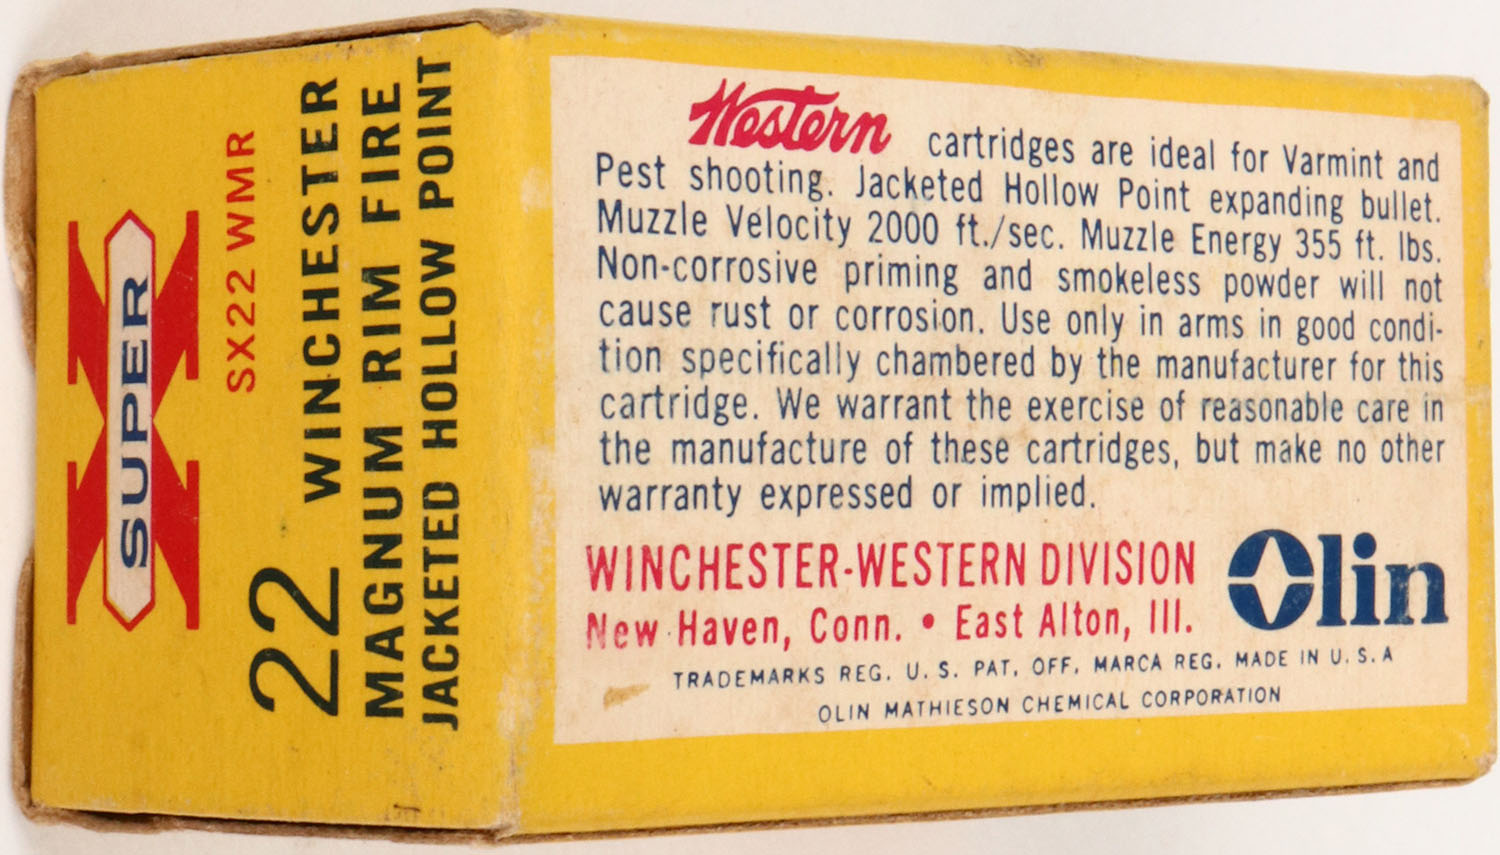 SUPER X
SX22 WMR
22 WINCHESTER
MAGNUM RIM FIRE
JACKETED HOLLOW POINT
Western cartridges are ideal for Varmint and
Pest shooting. Jacketed Hollow Point expanding bullet.
Muzzle Velocity 2000 ft./sec. Muzzle Energy 355 ft. lbs.
Non-corrosive priming and smokeless powder will not
cause rust or corrosion. Use only in arms in good condi-
tion specifically chambered by the manufacturer for this
cartridge. We warrant the exercise of reasonable care in
the manufacture of these cartridges, but make no other
warranty expressed or implied.
WINCHESTER-WESTERN DIVISION
New Haven, Conn. • East Alton, Ill.
Olin
TRADEMARKS REG. U. S. PAT. OFF. MARCA REG. MADE IN U. S. A
OLIN MATHIESON CHEMICAL CORPORATION